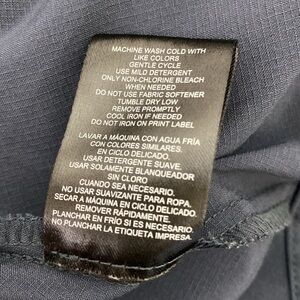 MACHINE WASH COLD WITH
LIKE COLORS
GENTLE CYCLE
USE MILD DETERGENT
ONLY NON-CHLORINE BLEACH
WHEN NEEDED
DO NOT USE FABRIC SOFTENER
TUMBLE DRY LOW
REMOVE PROMPTLY
COOL IRON IF NEEDED
DO NOT IRON ON PRINT LABEL
LAVAR A MÁQUINA CON AGUA FRÍA
CON COLORES SIMILARES.
EN CICLO DELICADO.
USAR DETERGENTE SUAVE.
USAR SOLAMENTE BLANQUEADOR
SIN CLORO
CUANDO SEA NECESARIO.
NO USAR SUAVIZANTE PARA ROPA.
SECAR A MÁQUINA EN CICLO DELICADO.
REMOVER RÁPIDAMENTE.
PLANCHAR EN FRÍO SI ES NECESARIO.
NO PLANCHAR LA ETIQUETA IMPRESA.